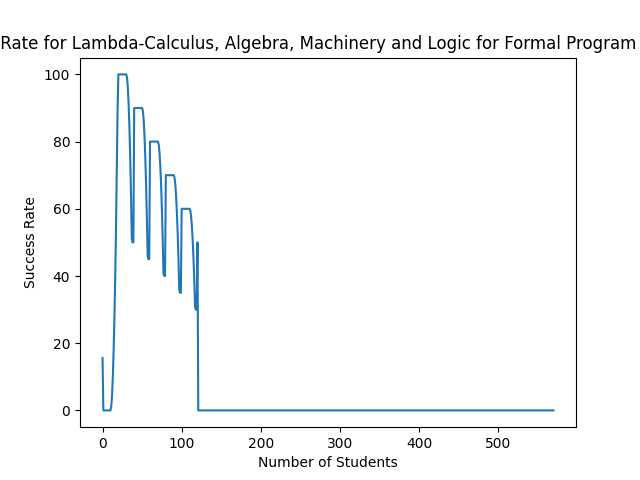 Rate for Lambda-Calculus, Algebra, Machinery and Logic for Formal Program
100
80
60
40
20
0
Success Rate
0 100 200 300 400 500
Number of Students